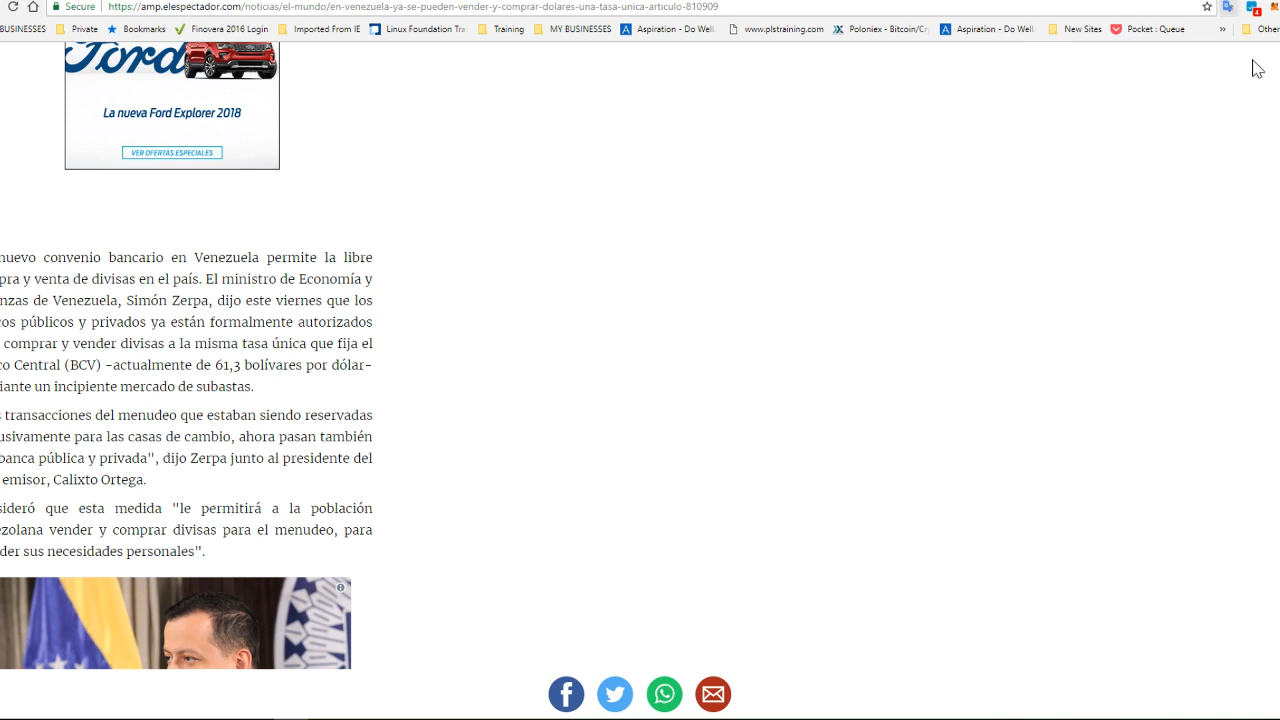 Secure
https://amp.elespectador.com/noticias/el-mundo/en-venezuela-ya-se-pueden-vender-y-comprar-dolares-una-tasa-unica-articulo-810909
BUSINESSES Private Bookmarks Finovera 2016 Login Imported From IE Linux Foundation Tra Training MY BUSINESSES Aspiration - Do Well www.plstraining.com Poloniex - Bitcoin/Cry Aspiration - Do Well New Sites Pocket : Queue » Other
Ford
La nueva Ford Explorer 2018
VER OFERTAS ESPECIALES
nuevo convenio bancario en Venezuela permite la libre
pra y venta de divisas en el país. El ministro de Economía y
nzas de Venezuela, Simón Zerpa, dijo este viernes que los
cos públicos y privados ya están formalmente autorizados
comprar y vender divisas a la misma tasa única que fija el
co Central (BCV) -actualmente de 61,3 bolívares por dólar-
iante un incipiente mercado de subastas.
s transacciones del menudeo que estaban siendo reservadas
usivamente para las casas de cambio, ahora pasan también
banca pública y privada", dijo Zerpa junto al presidente del
emisor, Calixto Ortega.
sideró que esta medida "le permitirá a la población
ezolana vender y comprar divisas para el menudeo, para
der sus necesidades personales".